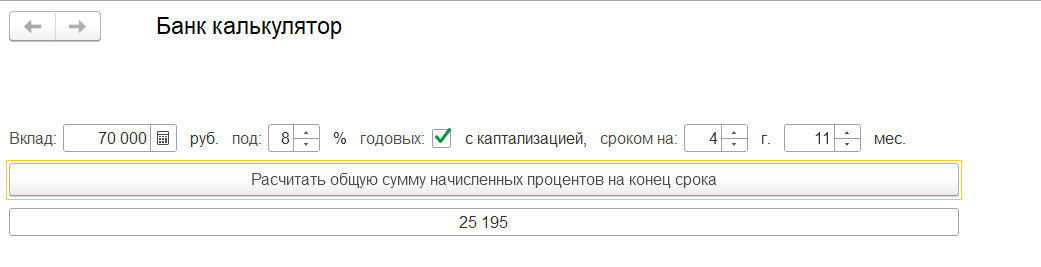 Банк калькулятор
Вклад: 70 000 руб. под: 8 % годовых: с каптализацией, сроком на: 4 г. 11 мес.
Расчитать общую сумму начисленных процентов на конец срока
25 195